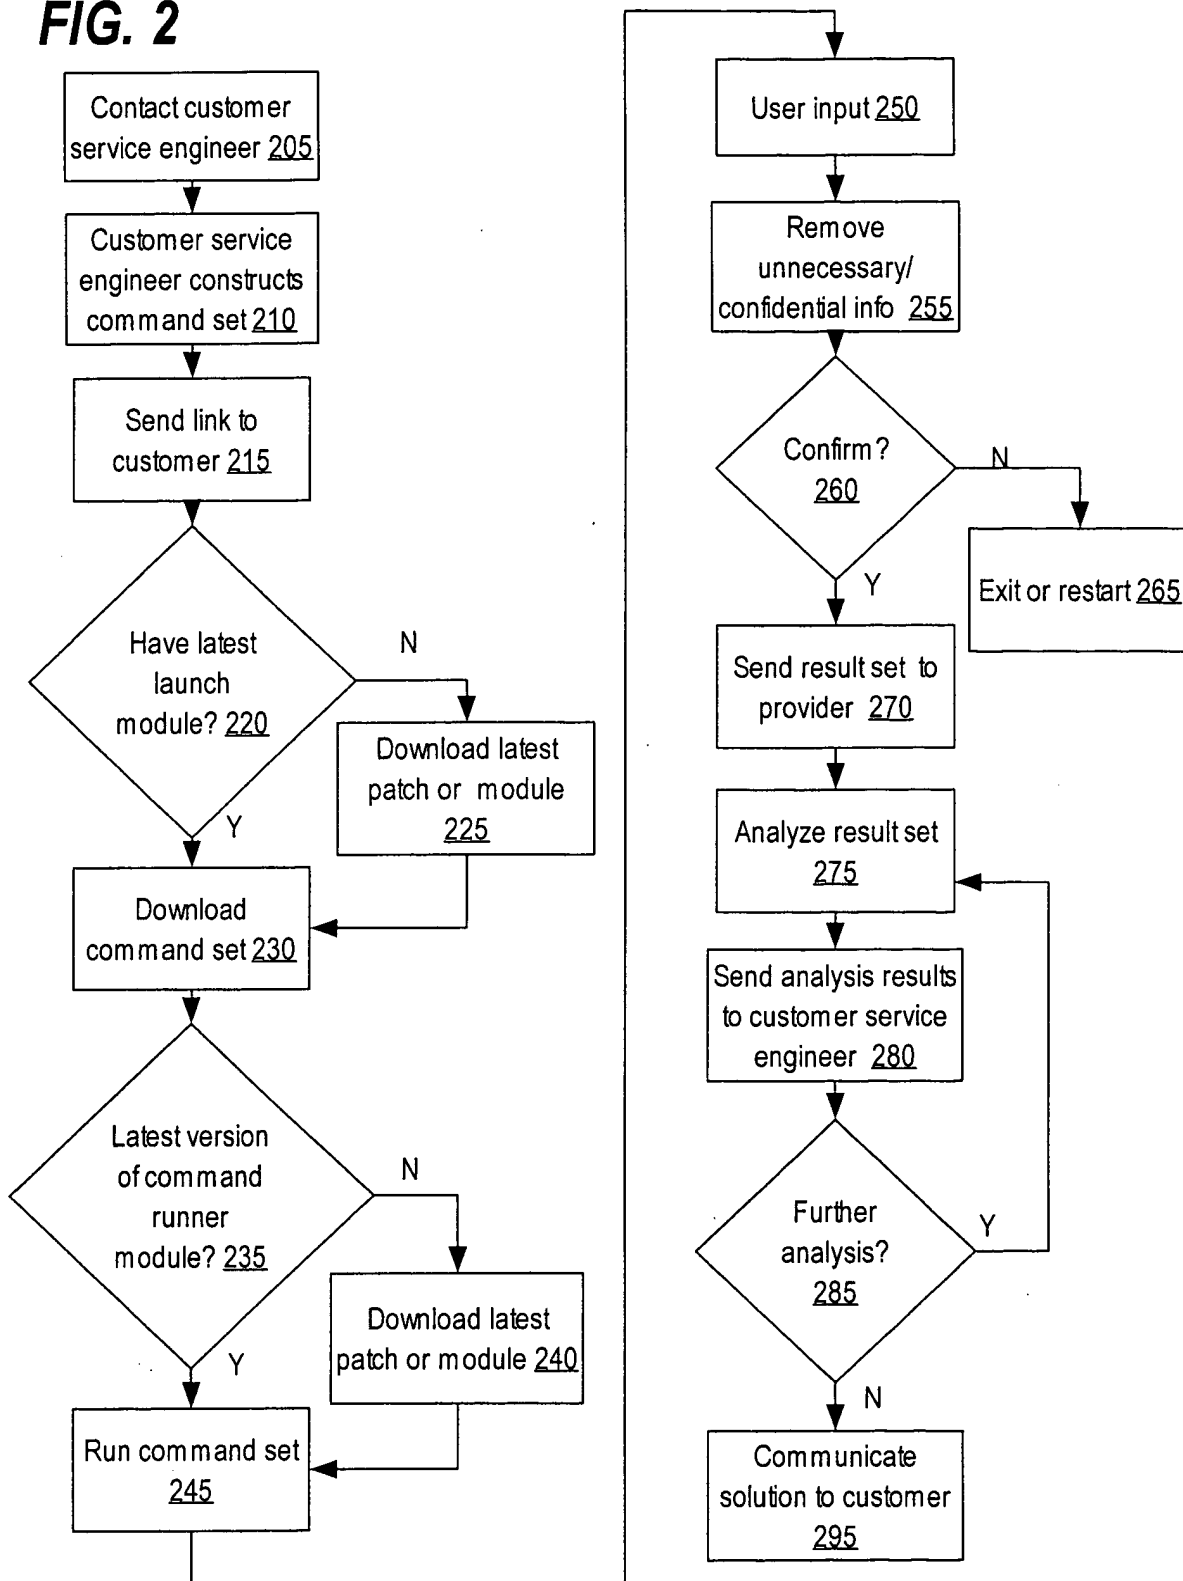 FIG. 2
Contact customer
service engineer 205
Customer service
engineer constructs
command set 210
Send link to
customer 215
Have latest
launch
module? 220
N
Y
Download latest
patch or module
225
Download
command set 230
Latest version
of command
runner
module? 235
N
Y
Download latest
patch or module 240
Run command set
245
User input 250
Remove
unnecessary/
confidential info 255
Confirm?
260
N
Y
Exit or restart 265
Send result set to
provider 270
Analyze result set
275
Send analysis results
to customer service
engineer 280
Further
analysis?
285
Y
N
Communicate
solution to customer
295